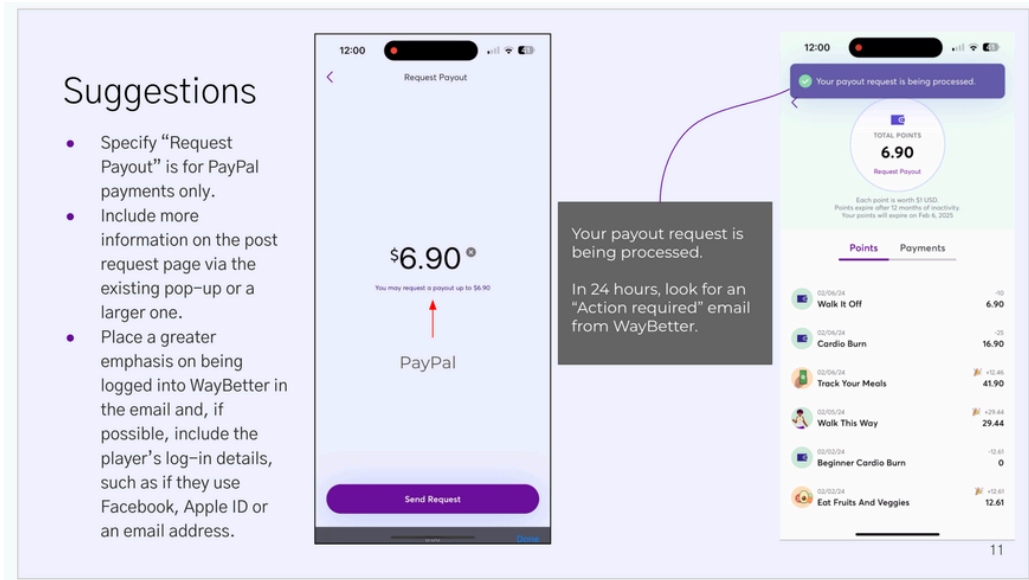 Suggestions
● Specify “Request
Payout” is for PayPal
payments only.
● Include more
information on the post
request page via the
existing pop-up or a
larger one.
● Place a greater
emphasis on being
logged into WayBetter in
the email and, if
possible, include the
player’s log-in details,
such as if they use
Facebook, Apple ID or
an email address.
12:00
Request Payout
$6.90
You may request a payout up to $6.90
PayPal
Send Request
Done
Your payout request is
being processed.
In 24 hours, look for an
“Action required” email
from WayBetter.
12:00
Your payout request is being processed.
TOTAL POINTS
6.90
Request Payout
Each point is worth $1 USD.
Points expire after 12 months of inactivity.
Your points will expire on Feb 6, 2025
Points Payments
02/06/24 -10
Walk It Off 6.90
02/06/24 -25
Cardio Burn 16.90
02/06/24 +12.46
Track Your Meals 41.90
02/05/24 +29.44
Walk This Way 29.44
02/02/24 -12.61
Beginner Cardio Burn 0
02/02/24 +12.61
Eat Fruits And Veggies 12.61
11